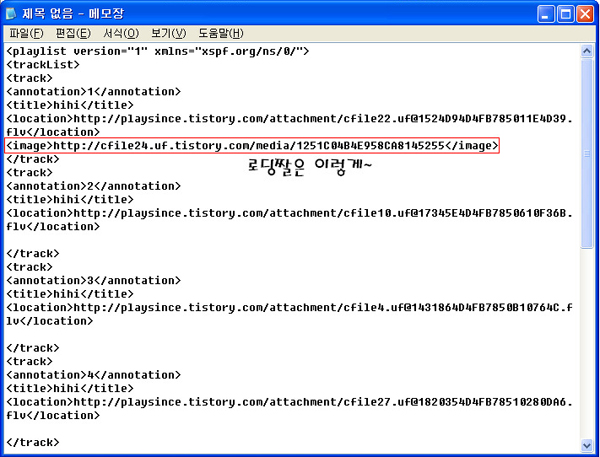 제목 없음 - 메모장
파일(F) 편집(E) 서식(O) 보기(V) 도움말(H)
<playlist version="1" xmlns="xspf.org/ns/0/">
<trackList>
<track>
<annotation>1</annotation>
<title>hihi</title>
<location>http://playsince.tistory.com/attachment/cfile22.uf@1524D94D4FB785011E4D39.
flv</location>
<image>http://cfile24.uf.tistory.com/media/1251C04B4E958CA8145255</image>
</track>
로딩짤은 이렇게~
<track>
<annotation>2</annotation>
<title>hihi</title>
<location>http://playsince.tistory.com/attachment/cfile10.uf@17345E4D4FB7850610F36B.
flv</location>
</track>
<track>
<annotation>3</annotation>
<title>hihi</title>
<location>http://playsince.tistory.com/attachment/cfile4.uf@1431864D4FB7850B10764C.f
lv</location>
</track>
<track>
<annotation>4</annotation>
<title>hihi</title>
<location>http://playsince.tistory.com/attachment/cfile27.uf@1820354D4FB78510280DA6.
flv</location>
</track>